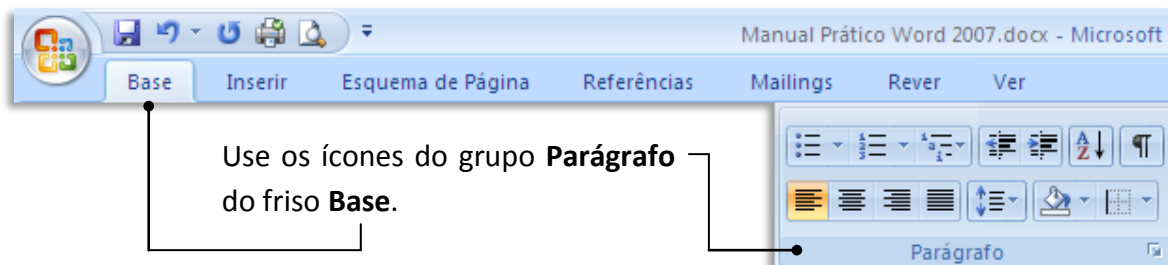 Manual Prático Word 2007.docx - Microsoft
Base Inserir Esquema de Página Referências Mailings Rever Ver
Use os ícones do grupo Parágrafo
do friso Base.
Parágrafo